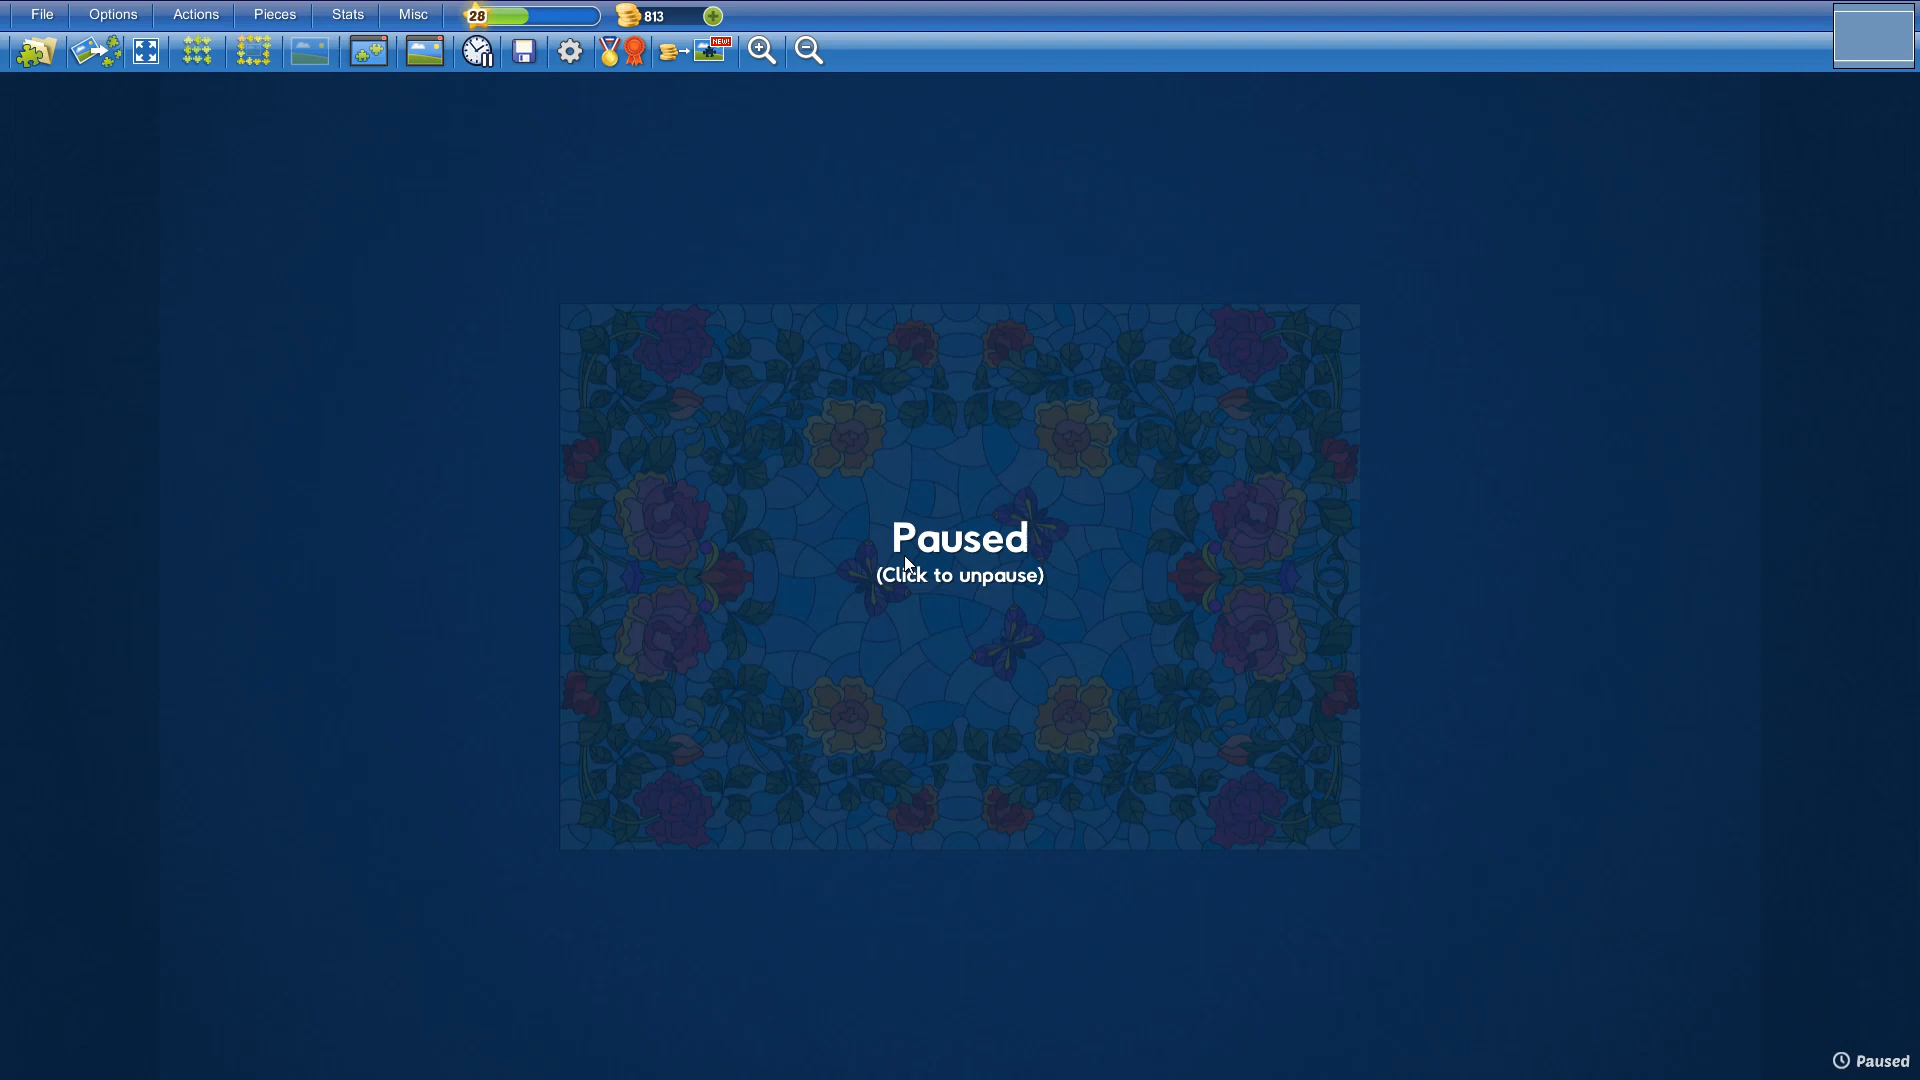 File Options Actions Pieces Stats Misc 28 813
NEW!
Paused
(Click to unpause)
Paused